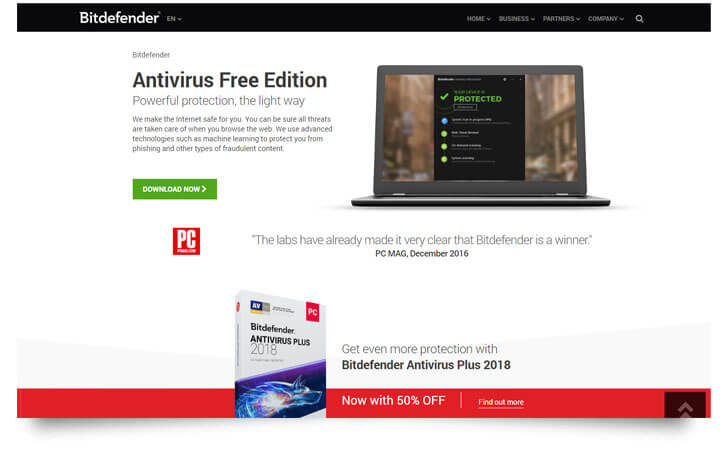 Bitdefender EN HOME BUSINESS PARTNERS COMPANY
Bitdefender
Antivirus Free Edition
Powerful protection, the light way
We make the Internet safe for you. You can be sure all threats
are taken care of when you browse the web. We use advanced
technologies such as machine learning to protect you from
phishing and other types of fraudulent content.
DOWNLOAD NOW
Bitdefender
YOUR DEVICE IS
PROTECTED
PC
"The labs have already made it very clear that Bitdefender is a winner."
PC MAG, December 2016
AV
PC
Bitdefender
ANTIVIRUS PLUS
2018
Get even more protection with
Bitdefender Antivirus Plus 2018
Now with 50% OFF
Find out more